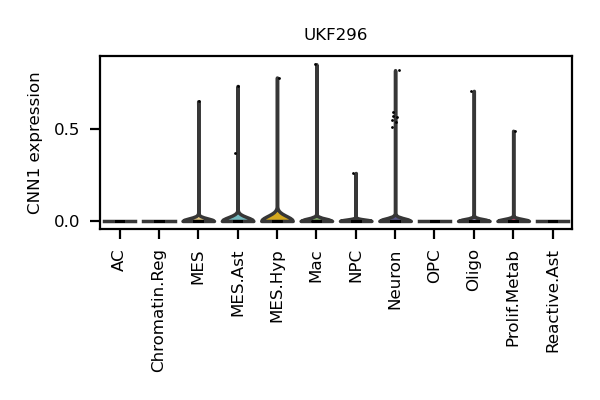 UKF296
CNN1 expression
0.5
0.0
AC
Chromatin.Reg
MES
MES.Ast
MES.Hyp
Mac
NPC
Neuron
OPC
Oligo
Prolif.Metab
Reactive.Ast